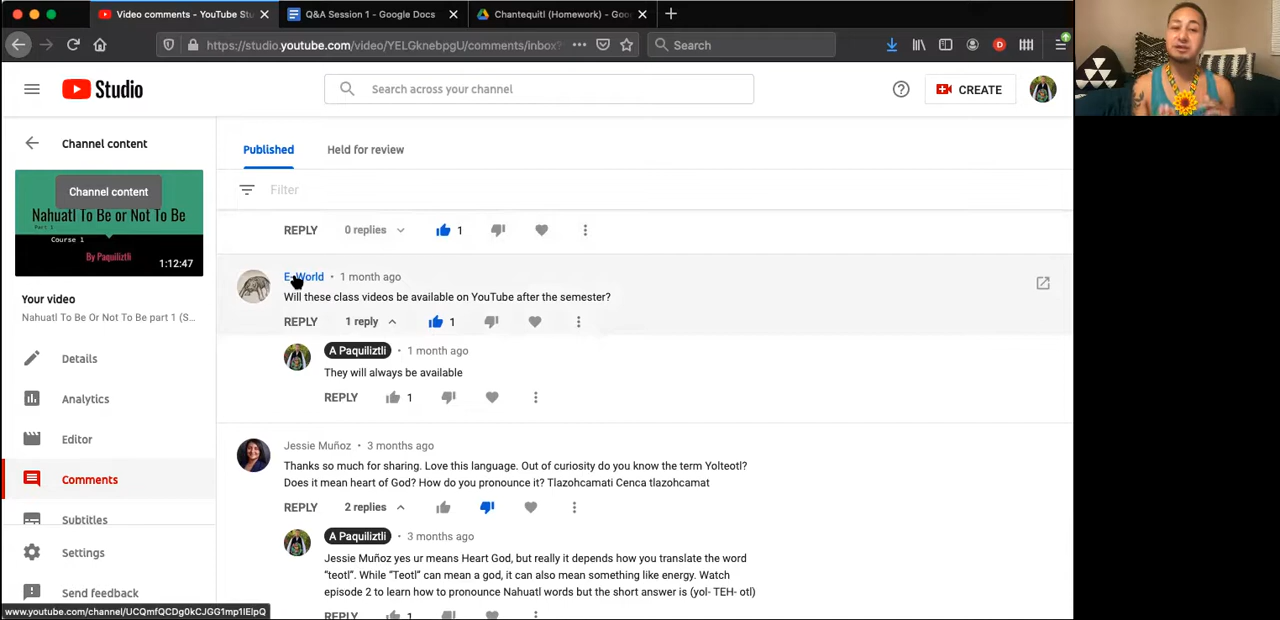 Video comments - YouTube Stu
Q&A Session 1 - Google Docs
Chantequitl (Homework) - Goo
https://studio.youtube.com/video/YELGknebpgU/comments/inbox?
Search
D
Studio
Search across your channel
CREATE
Channel content
Channel content
Nahuatl To Be or Not To Be
Part 1
Course 1
By Paquiliztli
1:12:47
Your video
Nahuatl To Be Or Not To Be part 1 (S...
Details
Analytics
Editor
Comments
Subtitles
Settings
Send feedback
www.youtube.com/channel/UCQmfQCDg0kCJGG1mp1IElpQ
Published
Held for review
Filter
REPLY 0 replies 1
E-World • 1 month ago
Will these class videos be available on YouTube after the semester?
REPLY 1 reply 1
A Paquiliztli • 1 month ago
They will always be available
REPLY 1
Jessie Muñoz • 3 months ago
Thanks so much for sharing. Love this language. Out of curiosity do you know the term Yolteotl?
Does it mean heart of God? How do you pronounce it? Tlazohcamati Cenca tlazohcamat
REPLY 2 replies
A Paquiliztli • 3 months ago
Jessie Muñoz yes ur means Heart God, but really it depends how you translate the word
“teotl”. While “Teotl” can mean a god, it can also mean something like energy. Watch
episode 2 to learn how to pronounce Nahuatl words but the short answer is (yol- TEH- otl)
REPLY 1